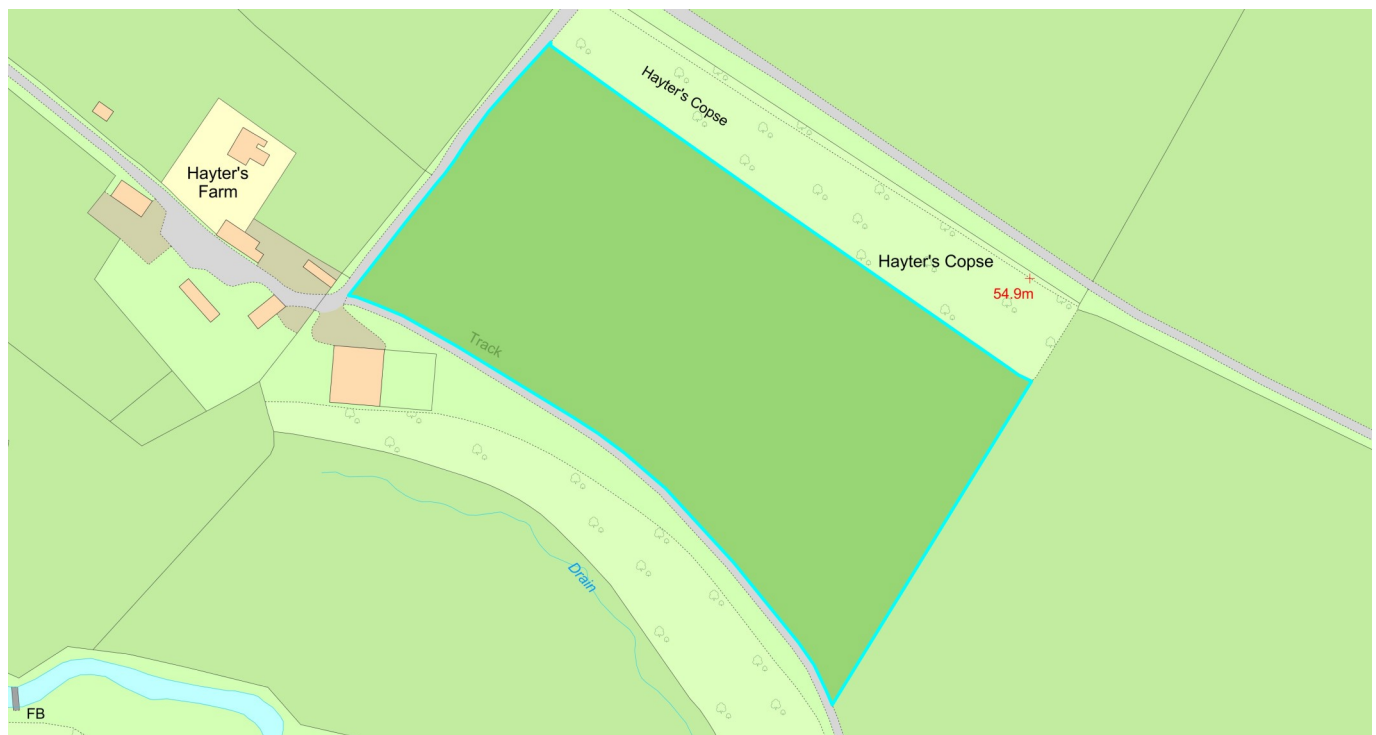 Hayter's Copse
Hayter's
Farm
Hayter's Copse
54.9m
Track
Drain
FB